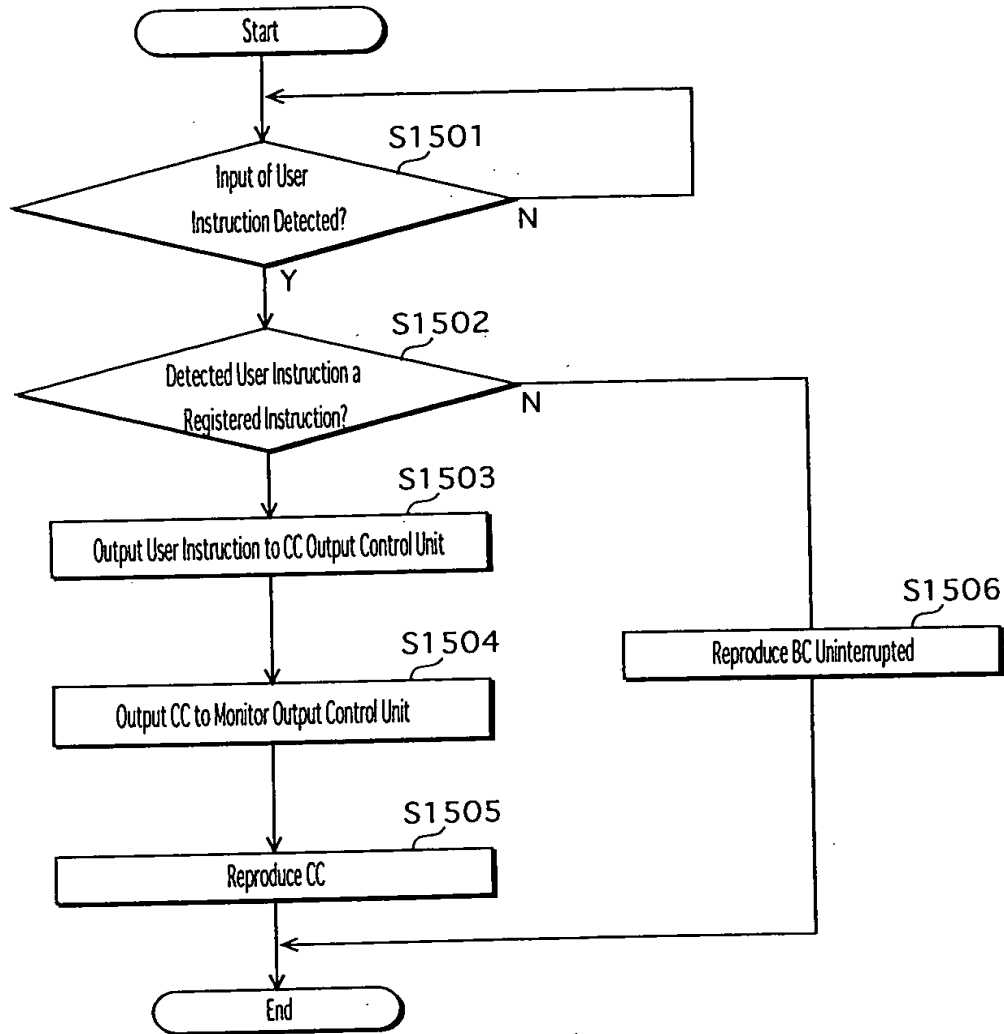 Start
S1501
Input of User
Instruction Detected?
N
Y
S1502
Detected User Instruction a
Registered Instruction?
N
S1503
Output User Instruction to CC Output Control Unit
S1506
Reproduce BC Uninterrupted
S1504
Output CC to Monitor Output Control Unit
S1505
Reproduce CC
End